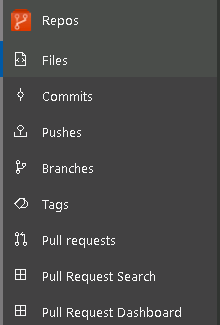 Repos
Files
Commits
Pushes
Branches
Tags
Pull requests
Pull Request Search
Pull Request Dashboard